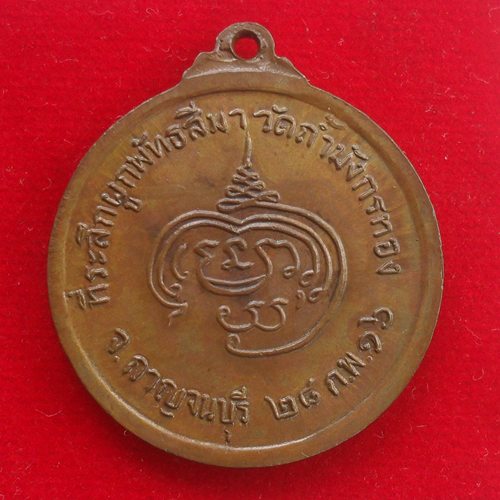 ที่ระลึกผูกพัทธสีมา วัดถ้ำมังกรทอง
จ.กาญจนบุรี ๒๘ ก.พ.๑๖